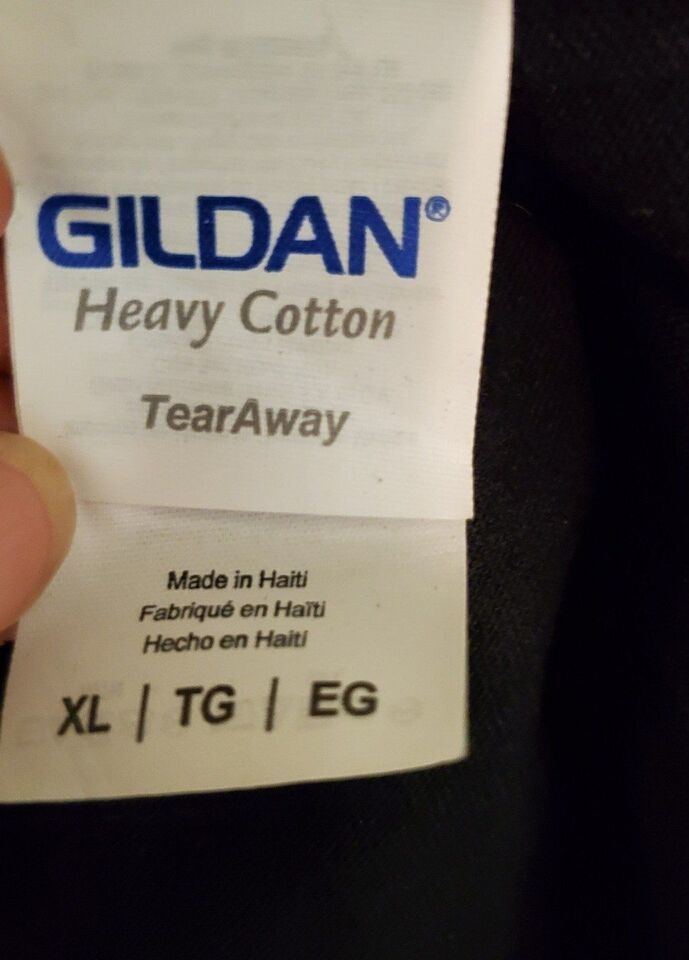 GILDAN®
Heavy Cotton
TearAway
Made in Haiti
Fabriqué en Haïti
Hecho en Haiti
XL | TG | EG